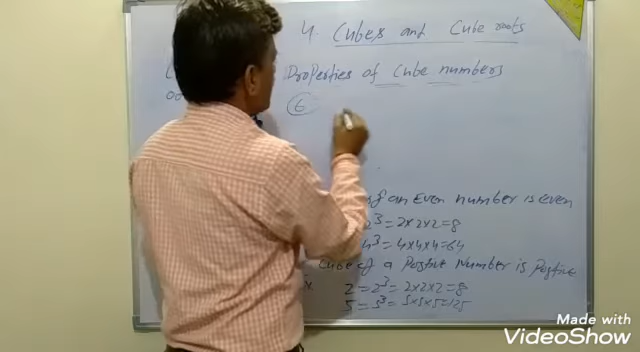 4. Cubes and Cube roots
Properties of Cube numbers
6
of an Even number is even
2³ = 2×2×2=8
4³ = 4×4×4=64
Cube of a Positive Number is Positive
2 = 2³ = 2×2×2=8
5 = 5³ = 5×5×5=125
Made with
VideoShow